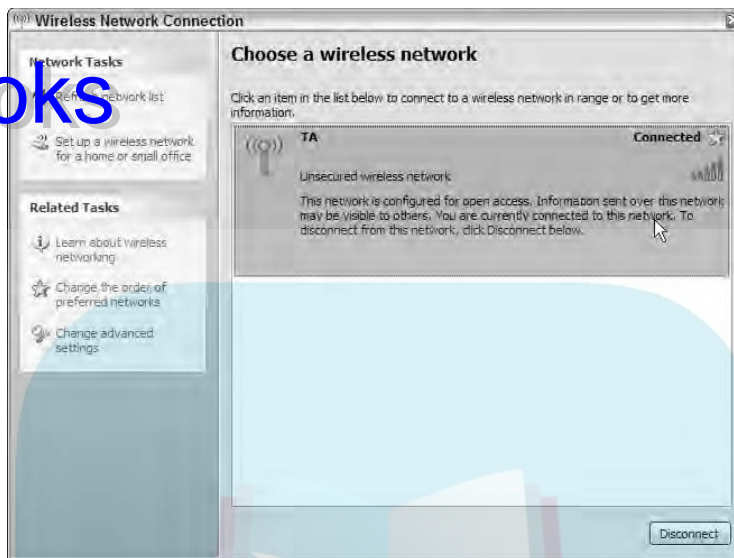 Wireless Network Connection
Network Tasks
Refresh network list
Set up a wireless network
for a home or small office
Related Tasks
Learn about wireless
networking
Change the order of
preferred networks
Change advanced
settings
oks
Choose a wireless network
Click an item in the list below to connect to a wireless network in range or to get more
information.
TA
Connected
Unsecured wireless network
This network is configured for open access. Information sent over this network
may be visible to others. You are currently connected to this network. To
disconnect from this network, click Disconnect below.
Disconnect